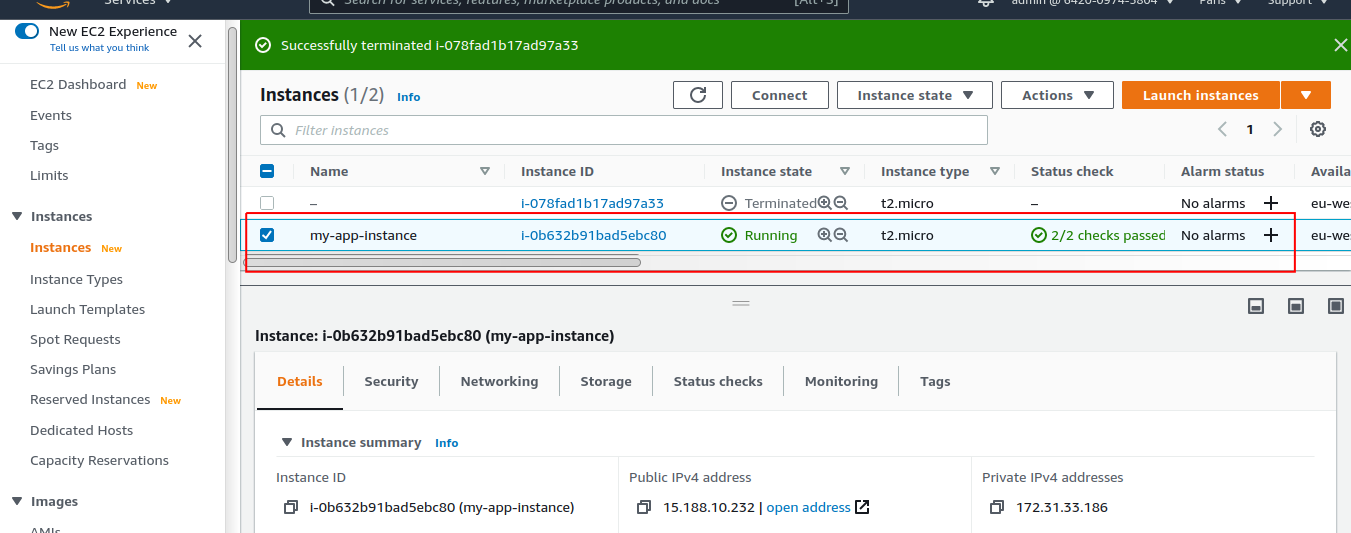 Services
Search for services, features, marketplace products, and docs [Alt+S]
Paris Support
New EC2 Experience
Tell us what you think
EC2 Dashboard New
Events
Tags
Limits
Instances
Instances New
Instance Types
Launch Templates
Spot Requests
Savings Plans
Reserved Instances New
Dedicated Hosts
Capacity Reservations
Images
AMIs
Successfully terminated i-078fad1b17ad97a33
Instances (1/2) Info
Connect
Instance state
Actions
Launch instances
Filter instances
1
Name Instance ID Instance state Instance type Status check Alarm status Availa
– i-078fad1b17ad97a33 Terminated t2.micro – No alarms + eu-wes
my-app-instance i-0b632b91bad5ebc80 Running t2.micro 2/2 checks passed No alarms + eu-wes
Instance: i-0b632b91bad5ebc80 (my-app-instance)
Details Security Networking Storage Status checks Monitoring Tags
Instance summary Info
Instance ID Public IPv4 address Private IPv4 addresses
i-0b632b91bad5ebc80 (my-app-instance) 15.188.10.232 | open address 172.31.33.186